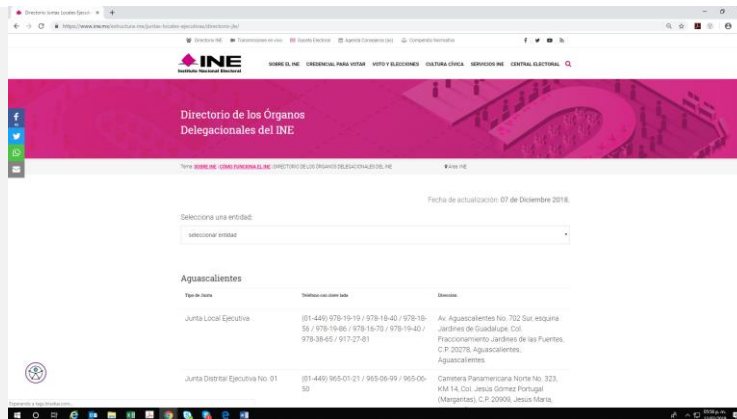 Directorio Juntas Locales Ejecut
https://www.ine.mx/estructura-ine/juntas-locales-ejecutivas/directorio-jle/
Directorio INE Transmisiones en vivo Gaceta Electoral Agenda Consejeros (as) Compendio Normativo
INE
Instituto Nacional Electoral
SOBRE EL INE CREDENCIAL PARA VOTAR VOTO Y ELECCIONES CULTURA CÍVICA SERVICIOS INE CENTRAL ELECTORAL
Directorio de los Órganos
Delegacionales del INE
Tema: SOBRE INE CÓMO FUNCIONA EL INE DIRECTORIO DE LOS ÓRGANOS DELEGACIONALES DEL INE Área: INE
Fecha de actualización: 07 de Diciembre 2018.
Selecciona una entidad:
seleccionar entidad
Aguascalientes
Tipo de Junta Teléfono con clave lada Dirección
Junta Local Ejecutiva
(01-449) 978-19-19 / 978-18-40 / 978-18-
56 / 978-19-86 / 978-16-70 / 978-19-40 /
978-38-65 / 917-27-81
Av. Aguascalientes No. 702 Sur, esquina
Jardines de Guadalupe, Col.
Fraccionamiento Jardines de las Fuentes,
C.P. 20278, Aguascalientes,
Aguascalientes.
Junta Distrital Ejecutiva No. 01
(01-449) 965-01-21 / 965-06-99 / 965-06-
50
Carretera Panamericana Norte No. 323,
KM.14, Col. Jesús Gómez Portugal
(Margaritas), C.P. 20909, Jesús María,